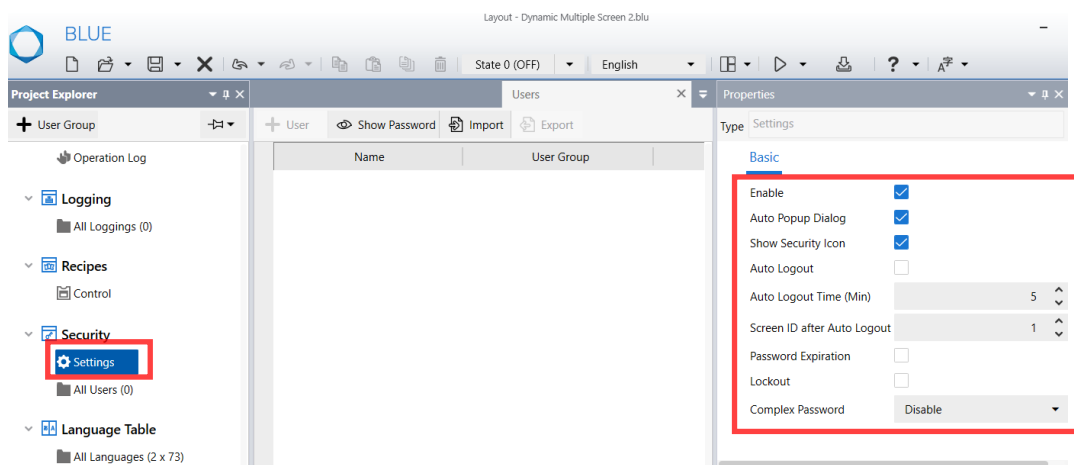 Layout - Dynamic Multiple Screen 2.blu
BLUE
State 0 (OFF)
English
?
A字
Project Explorer
User Group
Operation Log
Logging
All Loggings (0)
Recipes
Control
Security
Settings
All Users (0)
Language Table
All Languages (2 x 73)
Users
User
Show Password
Import
Export
Name User Group
Properties
Type Settings
Basic
Enable
Auto Popup Dialog
Show Security Icon
Auto Logout
Auto Logout Time (Min) 5
Screen ID after Auto Logout 1
Password Expiration
Lockout
Complex Password Disable